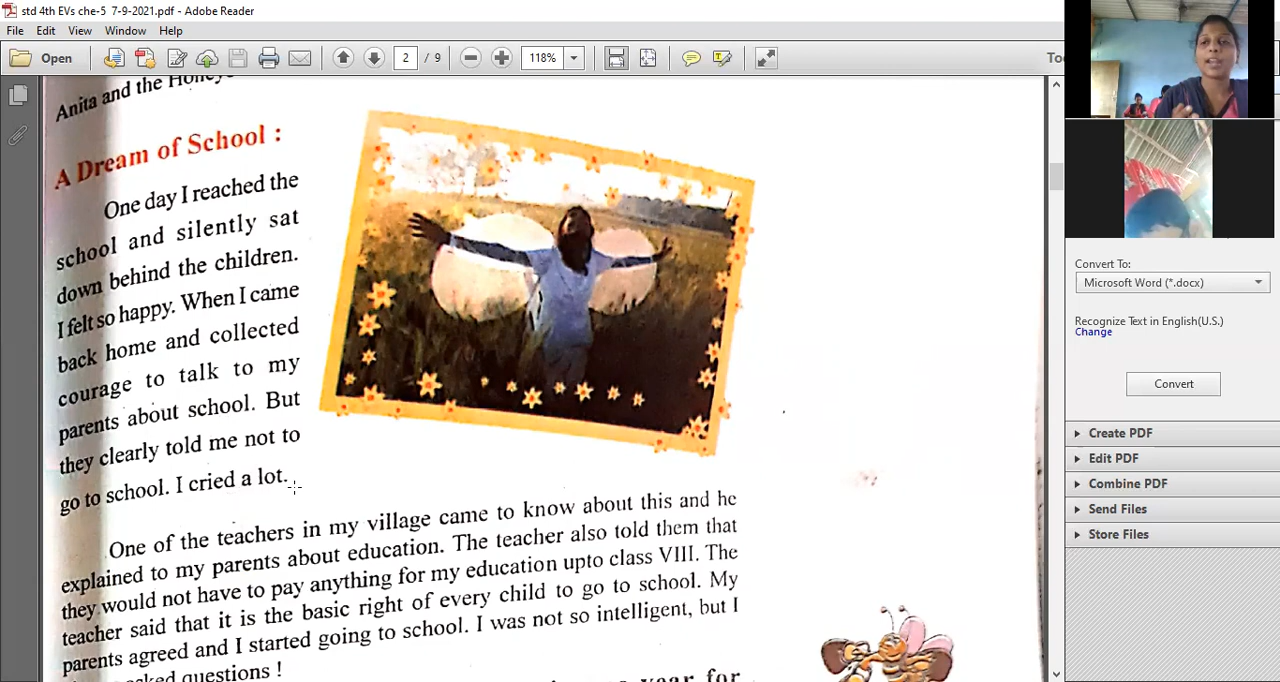 std 4th EVs che-5 7-9-2021.pdf - Adobe Reader
File Edit View Window Help
Open 2 / 9 118%
Anita and the
A Dream of School :
One day I reached the
school and silently sat
down behind the children.
I felt so happy. When I came
back home and collected
courage to talk to my
parents about school. But
they clearly told me not to
go to school. I cried a lot.
One of the teachers in my village came to know about this and he
explained to my parents about education. The teacher also told them that
they would not have to pay anything for my education upto class VIII. The
teacher said that it is the basic right of every child to go to school. My
parents agreed and I started going to school. I was not so intelligent, but I
asked questions !
year for
Convert To:
Microsoft Word (*.docx)
Recognize Text in English(U.S.)
Change
Convert
Create PDF
Edit PDF
Combine PDF
Send Files
Store Files